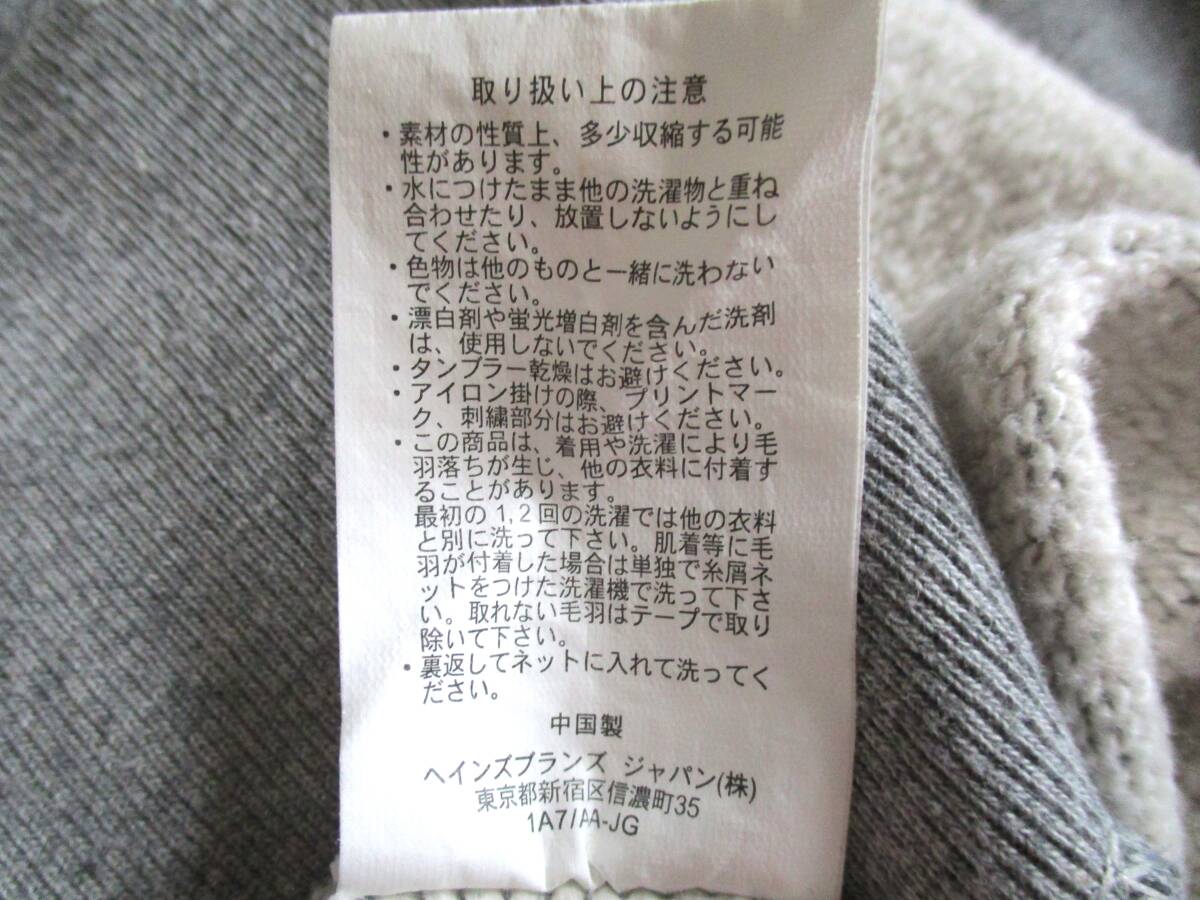 取り扱い上の注意
・素材の性質上、多少収縮する可能
性があります。
・水につけたまま他の洗濯物と重ね
合わせたり、放置しないようにし
てください。
・色物は他のものと一緒に洗わない
でください。
・漂白剤や蛍光増白剤を含んだ洗剤
は、使用しないでください。
・タンブラー乾燥はお避けください。
・アイロン掛けの際、プリントマー
ク、刺繍部分はお避けください。
・この商品は、着用や洗濯により毛
羽落ちが生じ、他の衣料に付着す
ることがあります。
最初の1,2回の洗濯では他の衣料
と別に洗って下さい。肌着等に毛
羽が付着した場合は単独で糸屑ネ
ットをつけた洗濯機で洗って下さ
い。取れない毛羽はテープで取り
除いて下さい。
・裏返してネットに入れて洗ってく
ださい。
中国製
ヘインズブランズ ジャパン(株)
東京都新宿区信濃町35
1A7/AA-JG